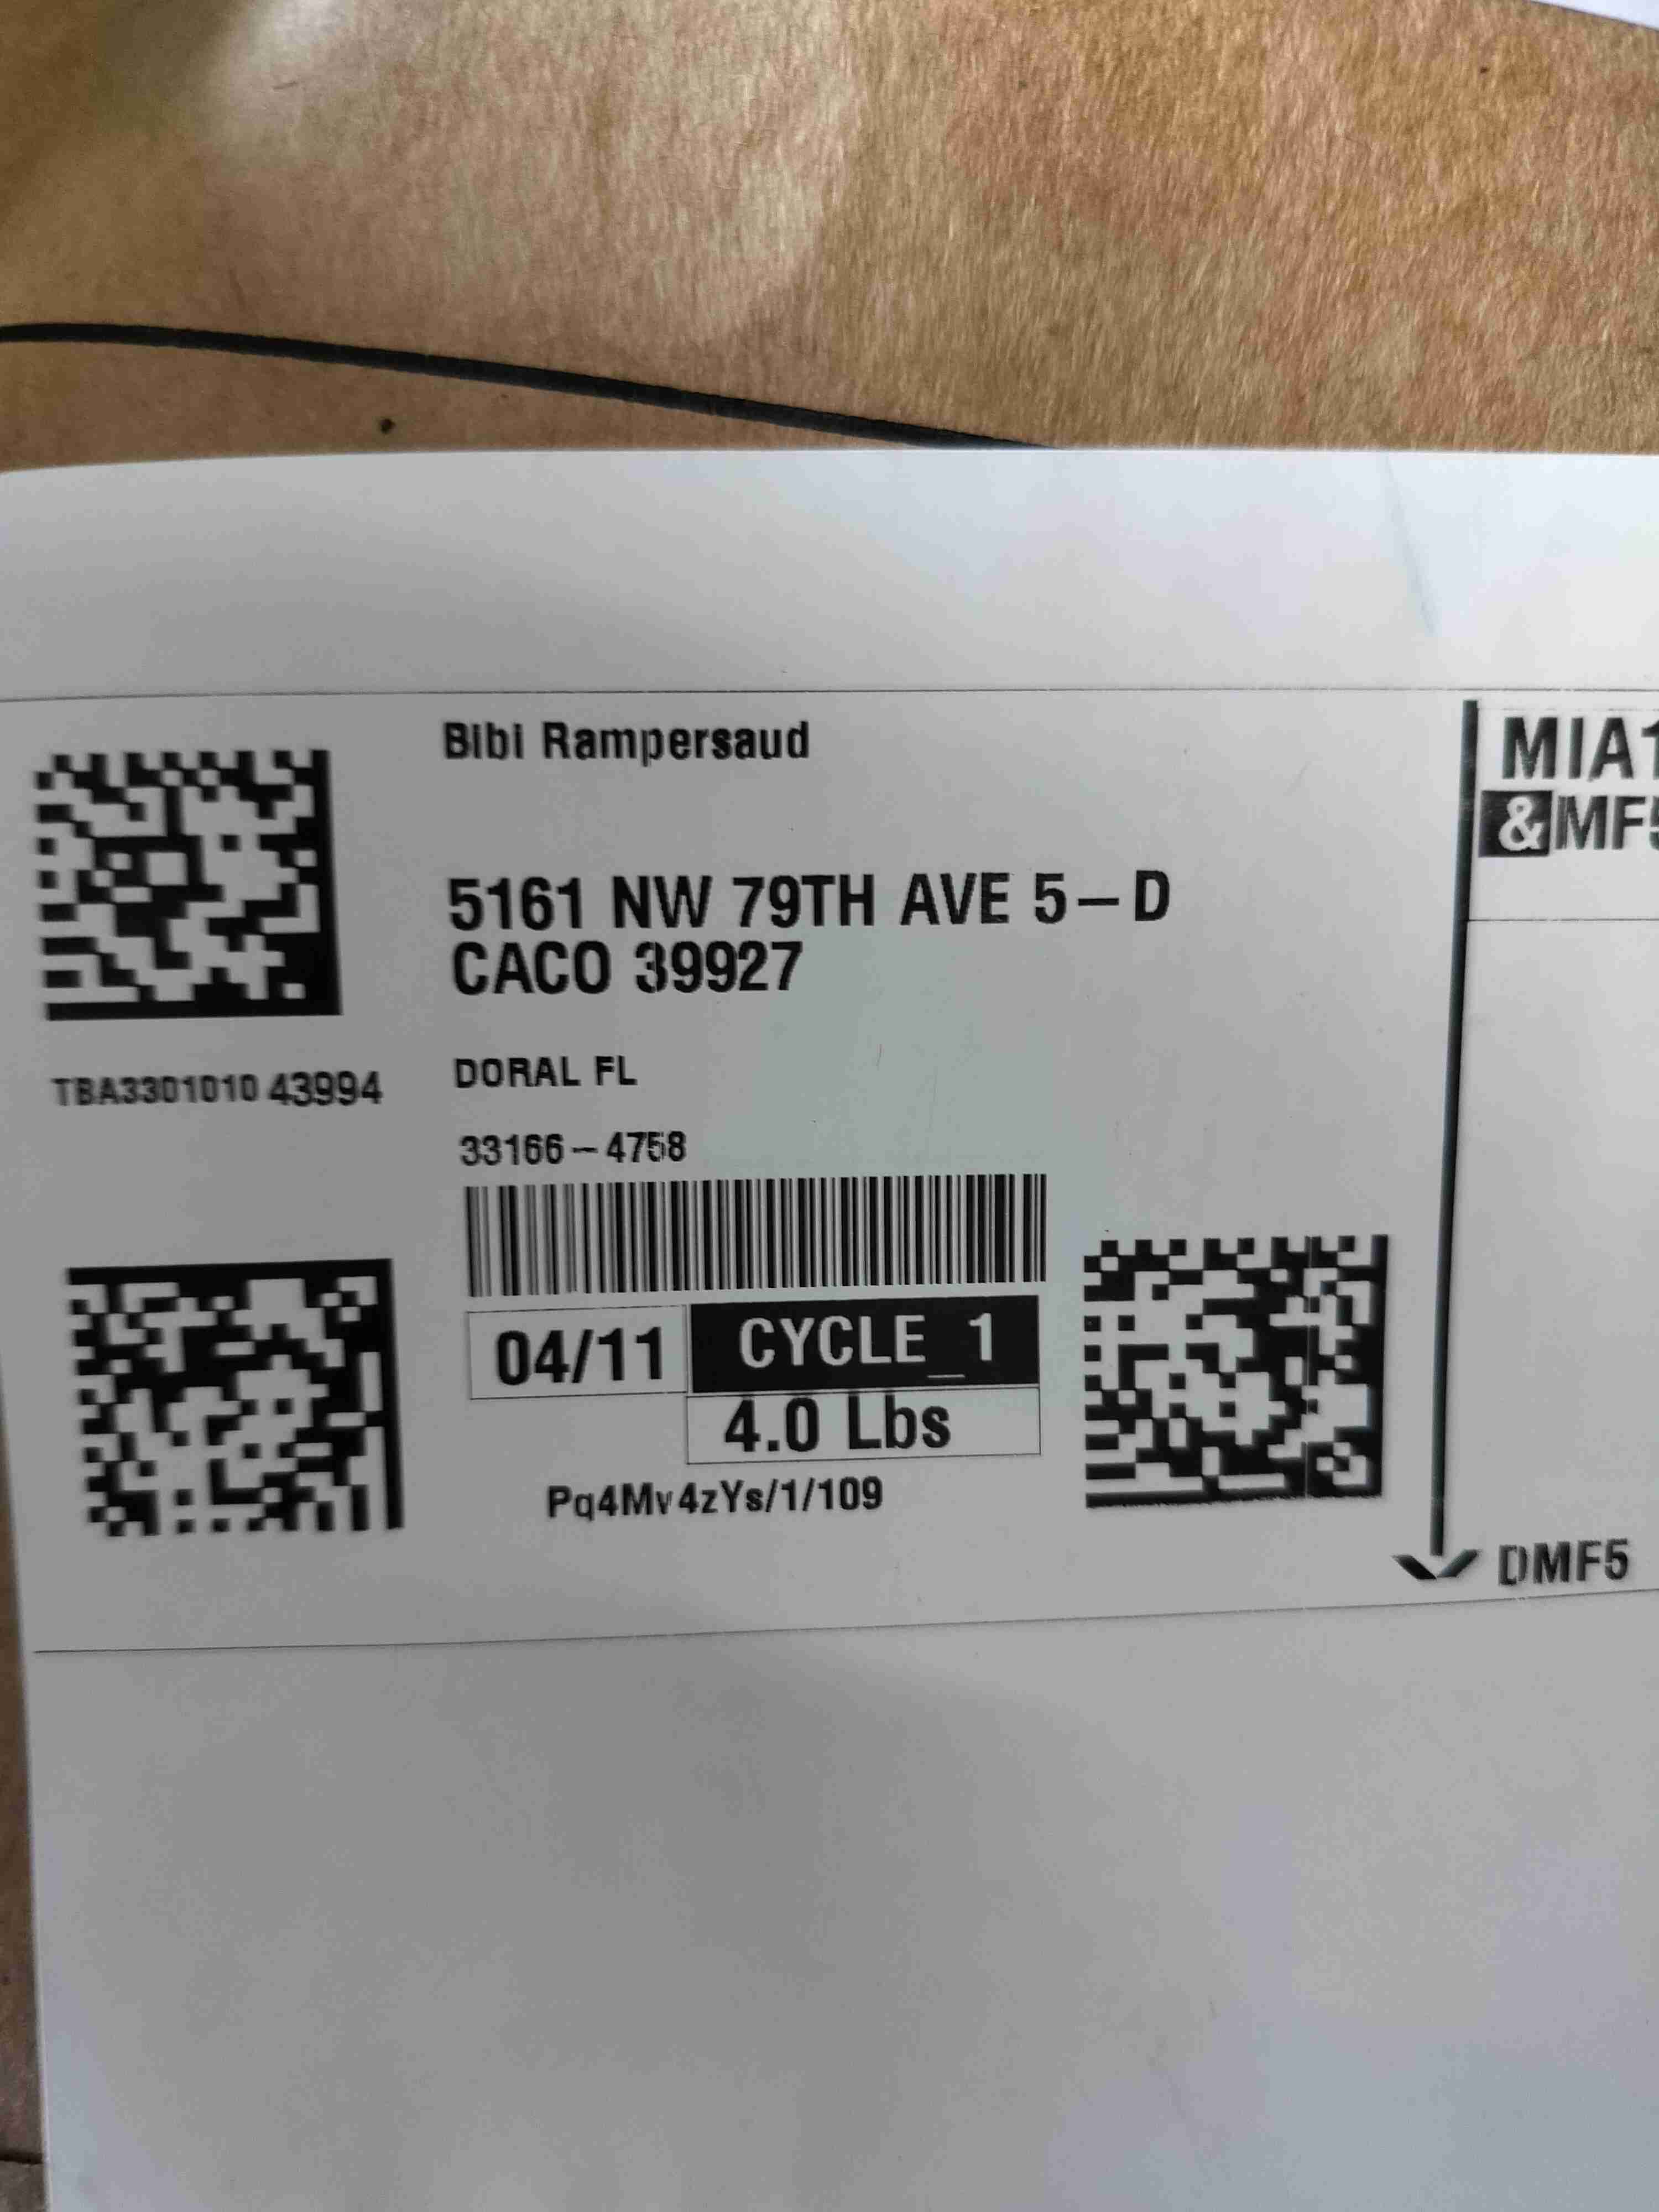 Bibi Rampersaud
MIA1
&MF5
5161 NW 79TH AVE 5-D
CACO 39927
TBA3301010 43994
DORAL FL
33166-4758
04/11
CYCLE_1
4.0 Lbs
Pq4Mv4zYs/1/109
DMF5